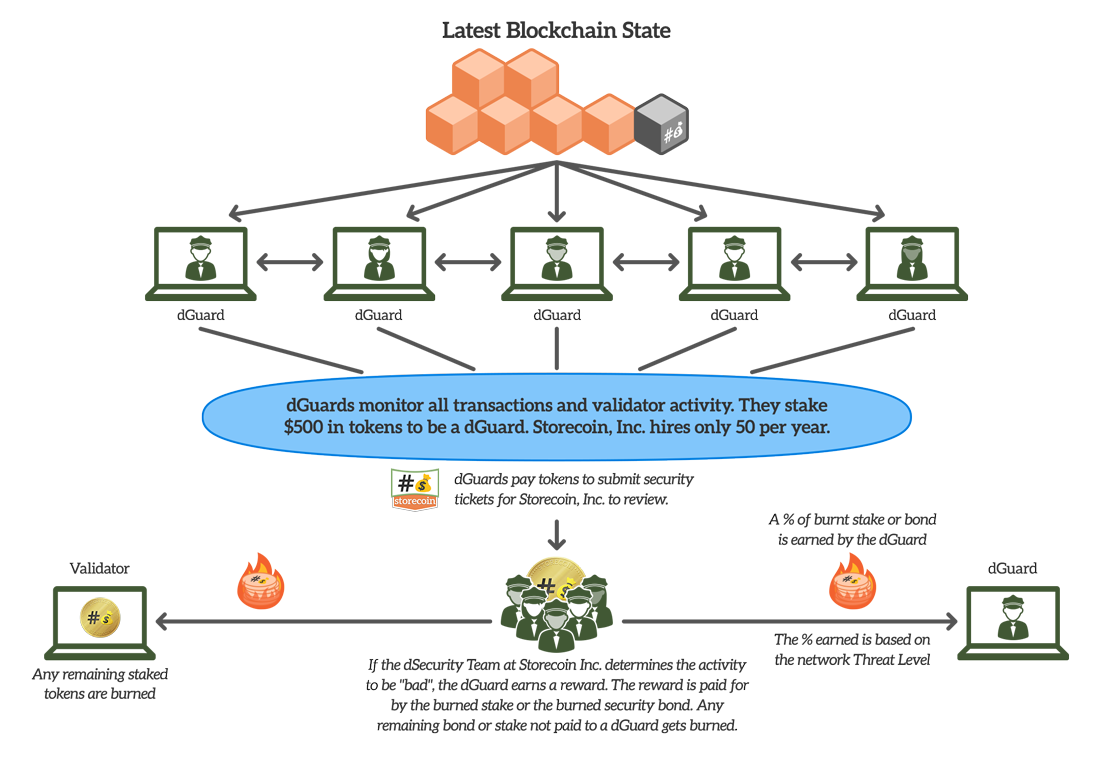 Latest Blockchain State
#
dGuard
dGuard
dGuard
dGuard
dGuard
dGuards monitor all transactions and validator activity. They stake
$500 in tokens to be a dGuard. Storecoin, Inc. hires only 50 per year.
#$
storecoin
dGuards pay tokens to submit security
tickets for Storecoin, Inc. to review.
A % of burnt stake or bond
is earned by the dGuard
Validator
dGuard
#$
#$
#$
#$
The % earned is based on
the network Threat Level
Any remaining staked
tokens are burned
If the dSecurity Team at Storecoin Inc. determines the activity
to be "bad", the dGuard earns a reward. The reward is paid for
by the burned stake or the burned security bond. Any
remaining bond or stake not paid to a dGuard gets burned.